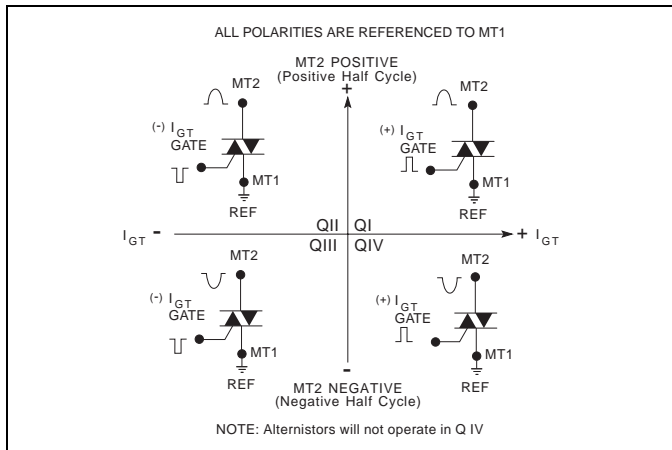 ALL POLARITIES ARE REFERENCED TO MT1
MT2 POSITIVE
(Positive Half Cycle)
+
MT2
(-) IGT
GATE
MT1
REF
MT2
(+) IGT
GATE
MT1
REF
QII QI
IGT - + IGT
QIII QIV
MT2
(-) IGT
GATE
MT1
REF
MT2
(+) IGT
GATE
MT1
REF
-
MT2 NEGATIVE
(Negative Half Cycle)
NOTE: Alternistors will not operate in Q IV